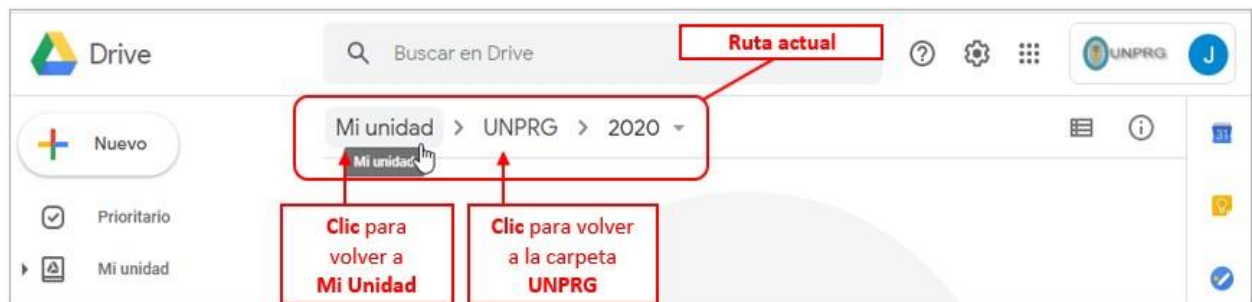 Drive
Buscar en Drive
Ruta actual
UNPRG
J
Nuevo
Mi unidad > UNPRG > 2020
Mi unidad
31
Prioritario
Mi unidad
Clic para
volver a
Mi Unidad
Clic para volver
a la carpeta
UNPRG